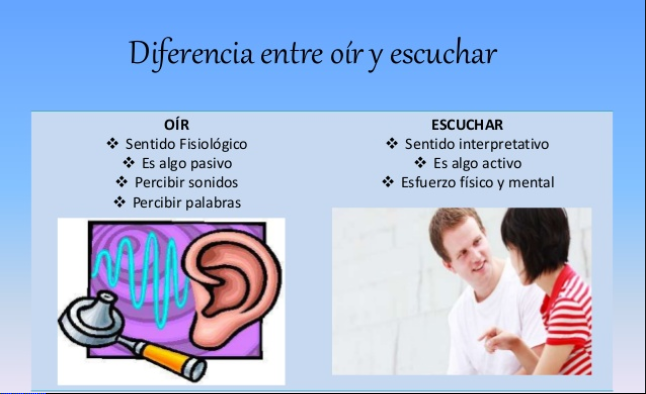 Diferencia entre oír y escuchar
OÍR
❖ Sentido Fisiológico
❖ Es algo pasivo
❖ Percibir sonidos
❖ Percibir palabras
ESCUCHAR
❖ Sentido interpretativo
❖ Es algo activo
❖ Esfuerzo físico y mental